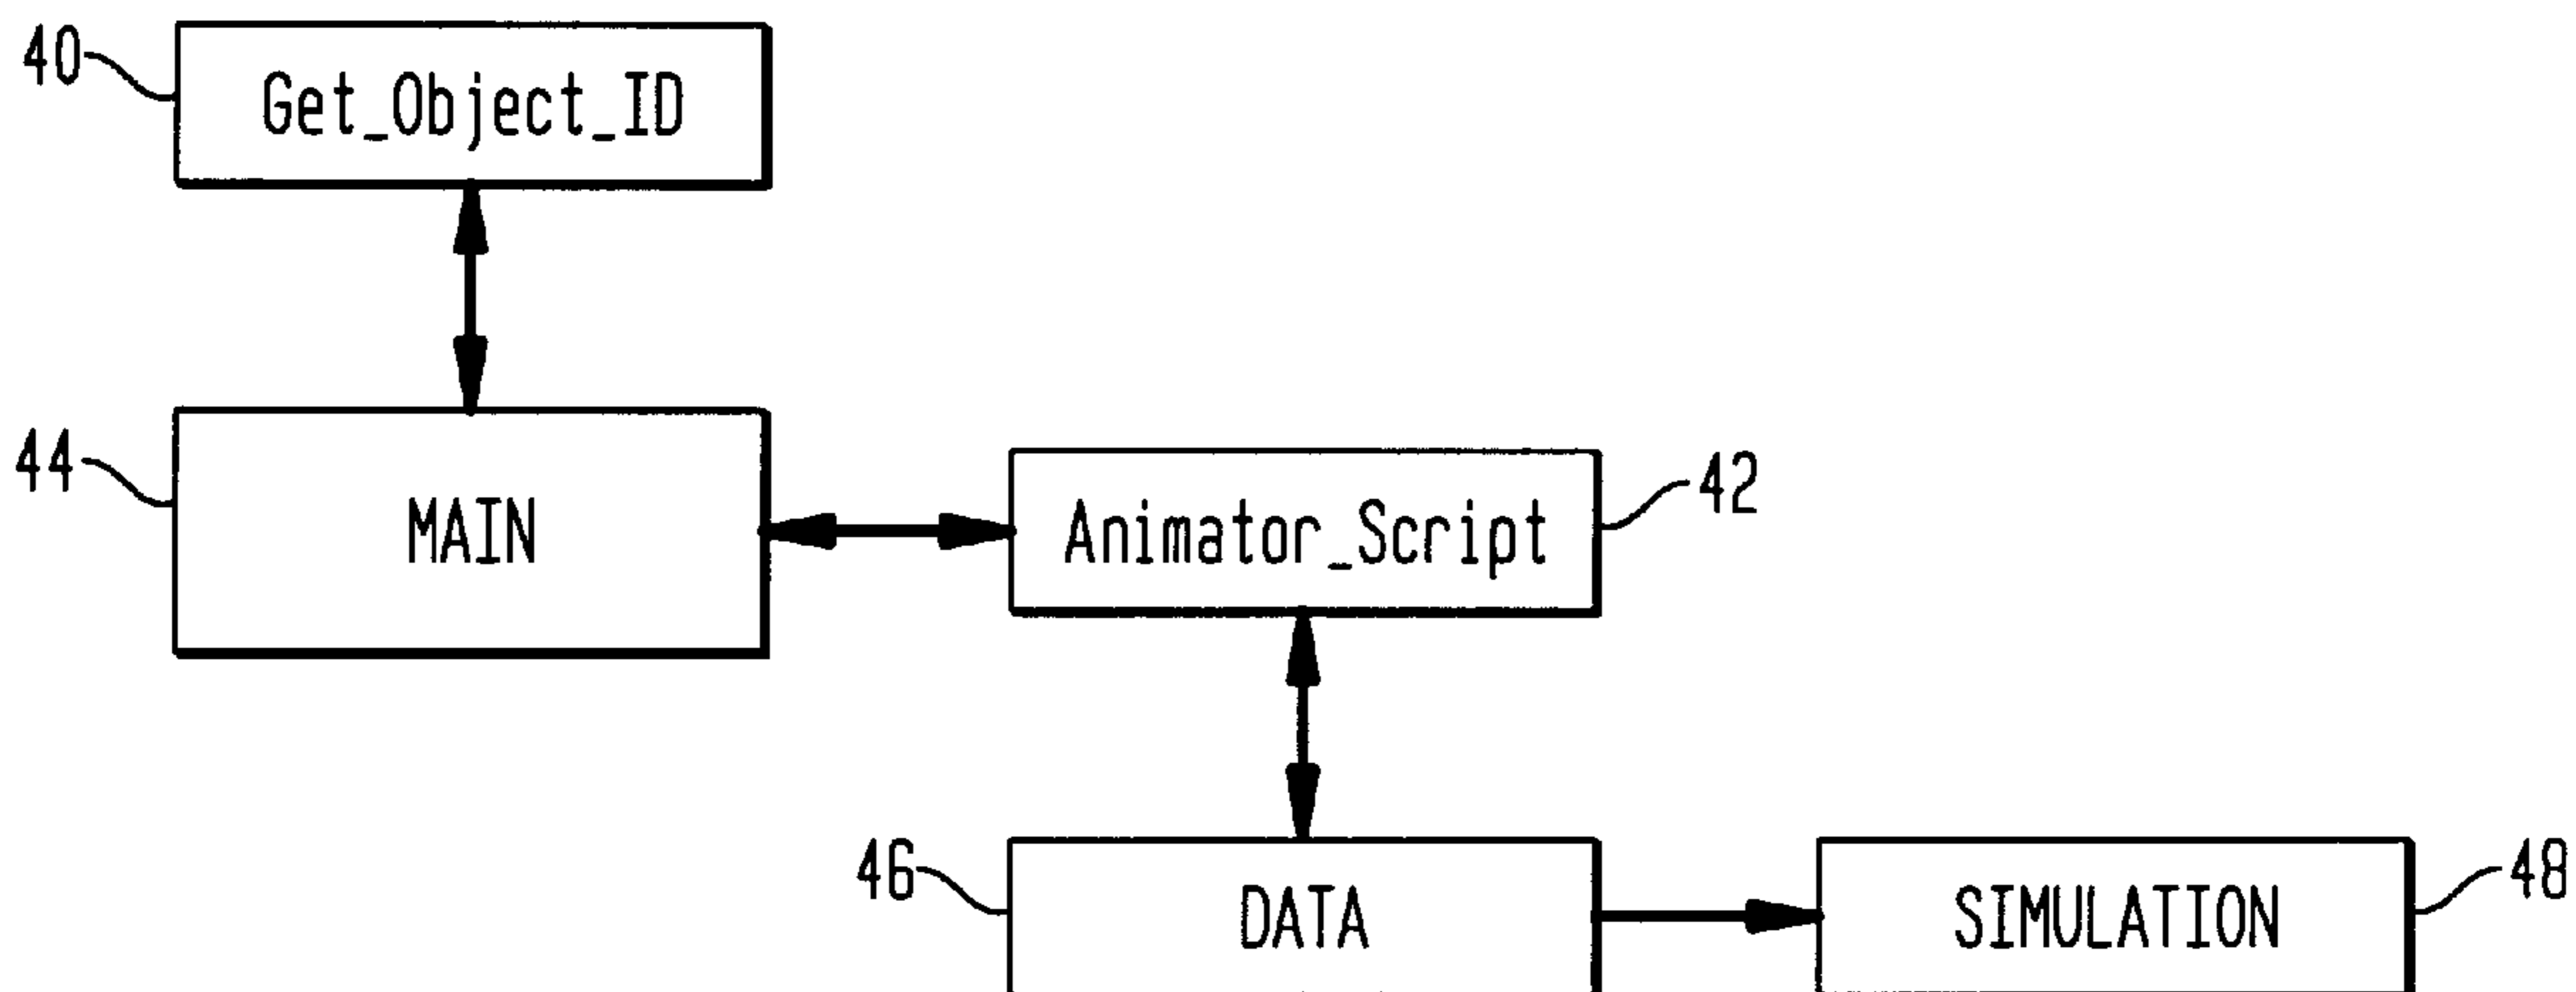 40
Get_Object_ID
44
MAIN
Animator_Script
42
46
DATA
SIMULATION
48